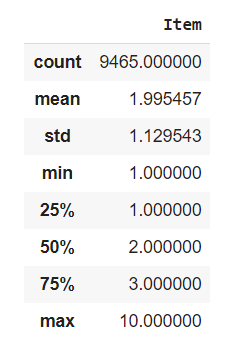 Item
count 9465.000000
mean 1.995457
std 1.129543
min 1.000000
25% 1.000000
50% 2.000000
75% 3.000000
max 10.000000